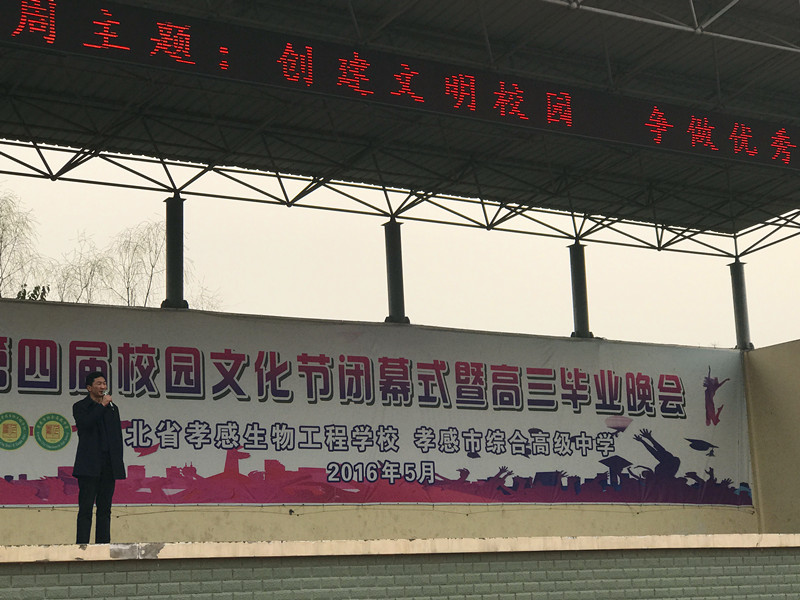 周主题：创建文明校园 争做优秀
第四届校园文化节闭幕式暨高三毕业晚会
北省孝感生物工程学校 孝感市综合高级中学
2016年5月